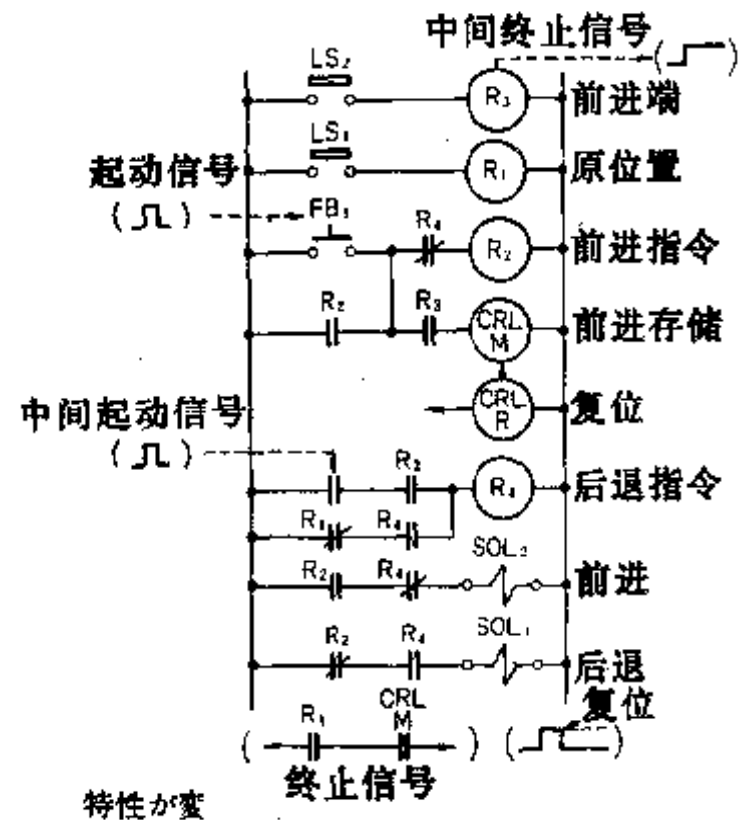 中间终止信号
LS₂
R₃
前进端
LS₁
起动信号
R₁
原位置
PB₁
R₄
R₂
前进指令
R₂
R₃
CRL
M
前进存储
CRL
R
复位
中间起动信号
R₂
R₄
后退指令
R₁
R₄
SOL₂
R₂
R₄
前进
SOL₁
R₂
R₄
后退
复位
R₁
CRL
M
终止信号
特性が変